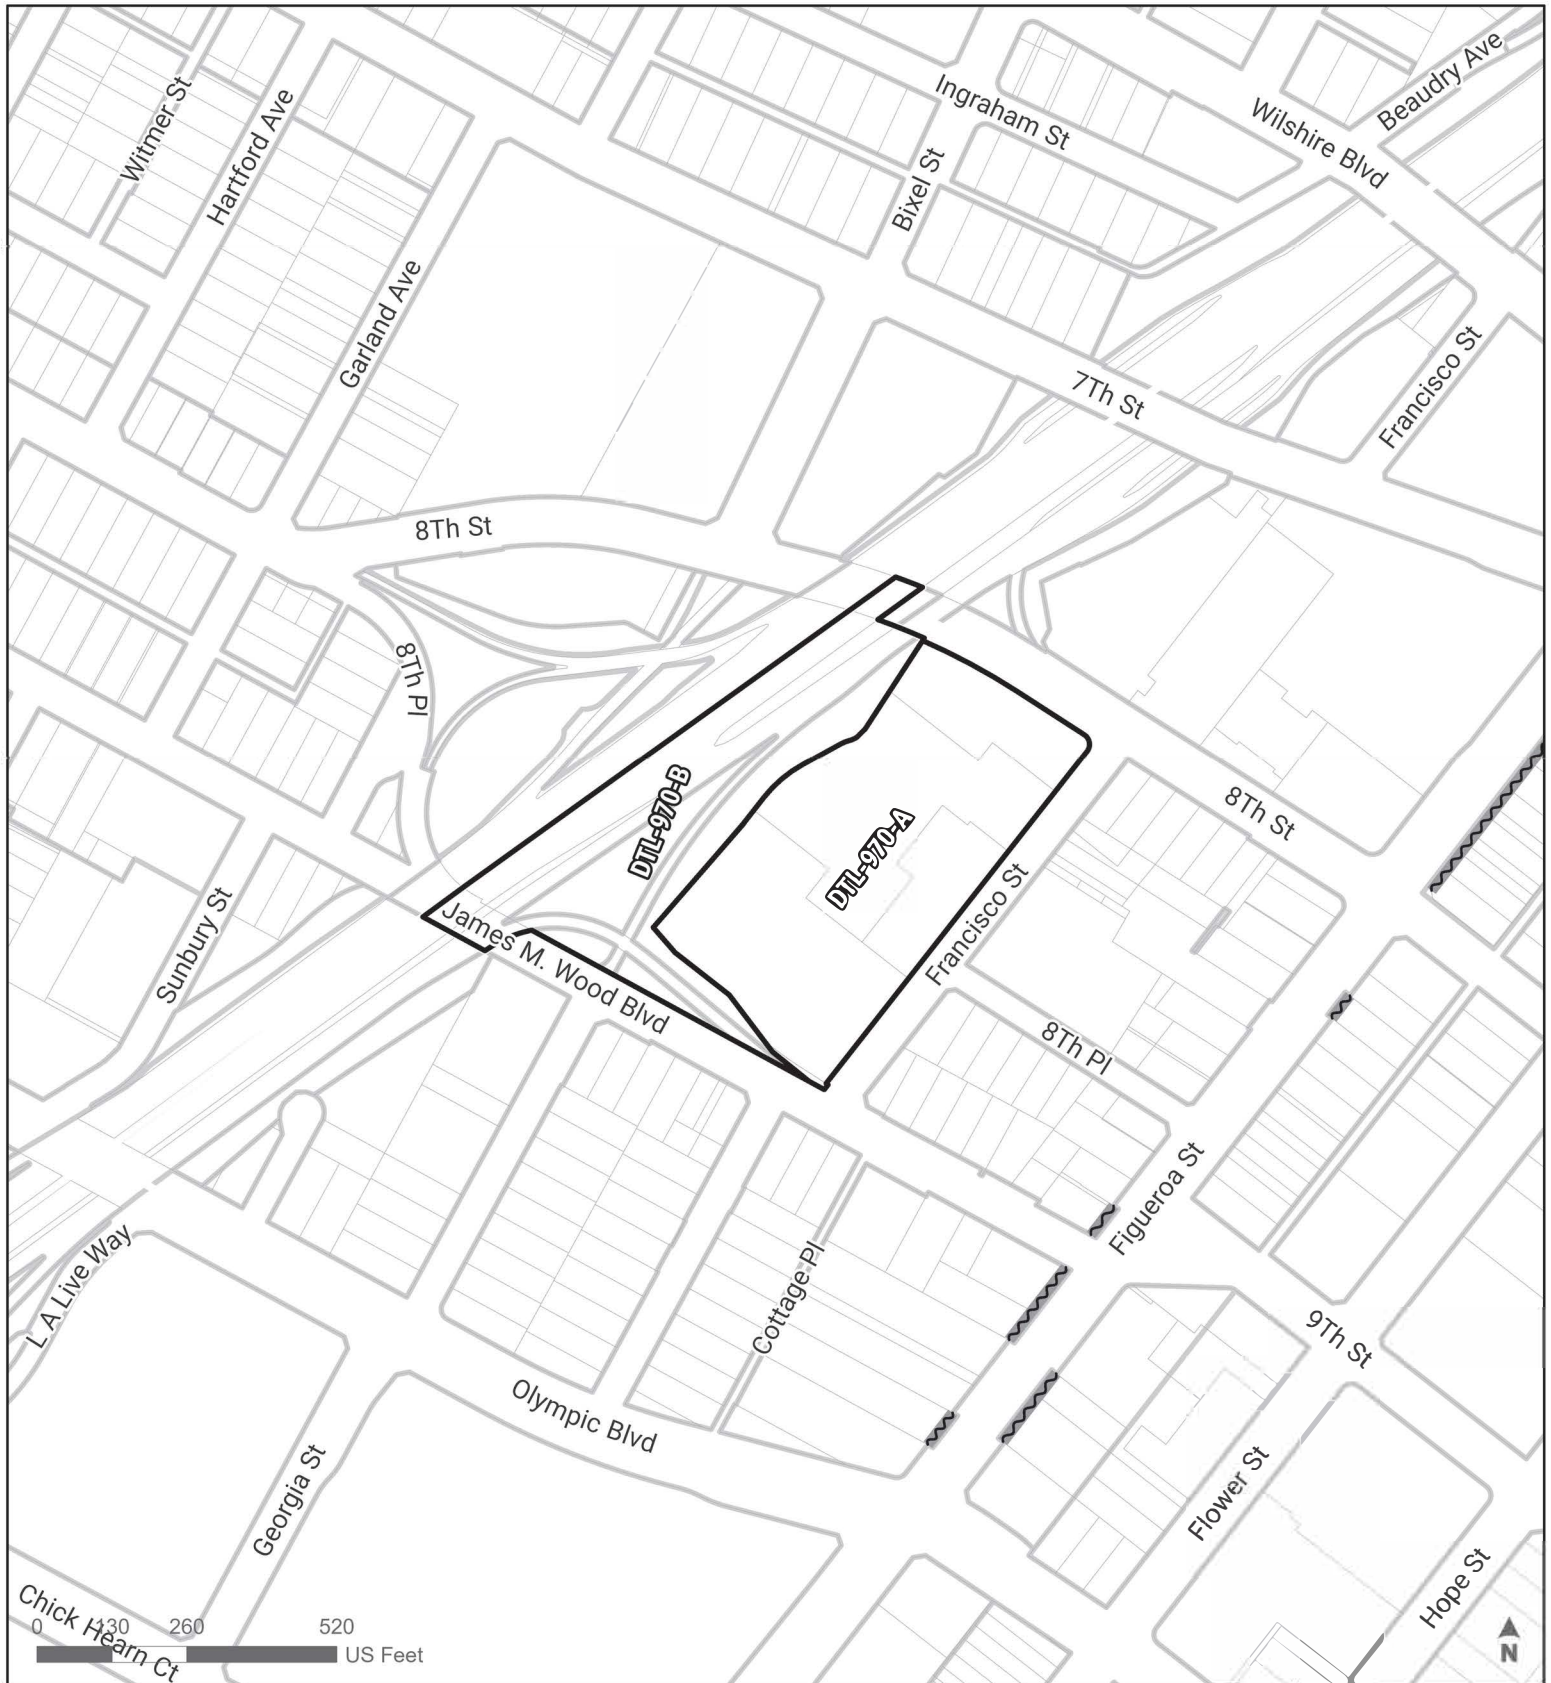 Beaudry Ave
Wilshire Blvd
Ingraham St
Witmer St
Hartford Ave
Bixel St
Garland Ave
Francisco St
7Th St
8Th St
8Th Pl
DTL-970-B
DTL-970-A
8Th St
Francisco St
James M. Wood Blvd
Sunbury St
8Th Pl
Figueroa St
L A Live Way
Cottage Pl
9Th St
Olympic Blvd
Georgia St
Flower St
Hope St
Chick Hearn Ct
0 130 260 520
US Feet
N